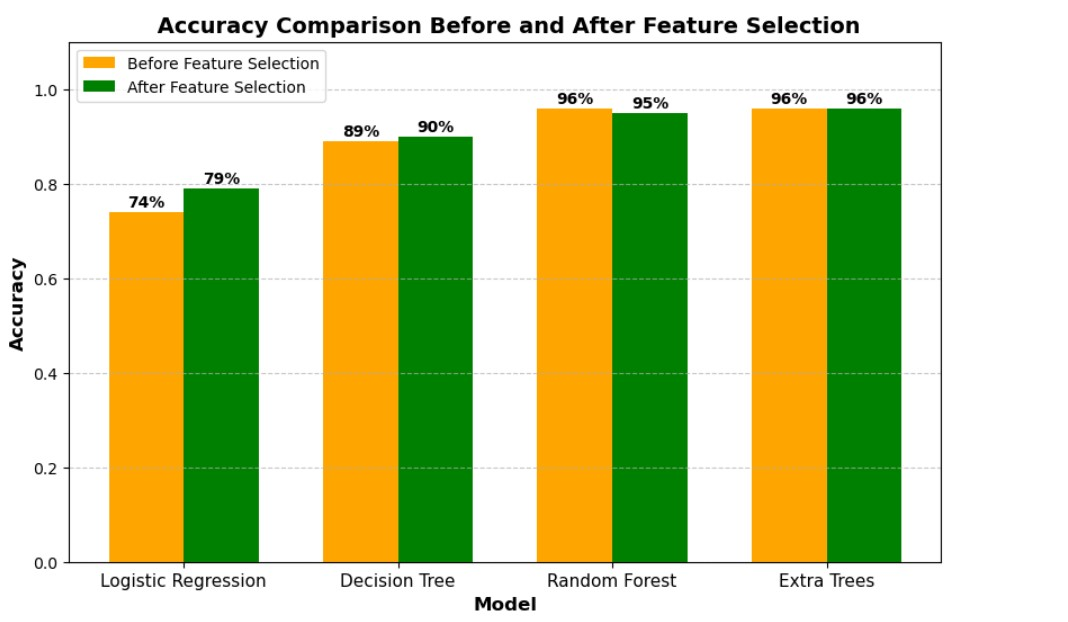 Accuracy Comparison Before and After Feature Selection
Before Feature Selection
After Feature Selection
1.0
0.8
0.6
0.4
0.2
0.0
Accuracy
74%
79%
89%
90%
96%
95%
96%
96%
Logistic Regression
Decision Tree
Random Forest
Extra Trees
Model